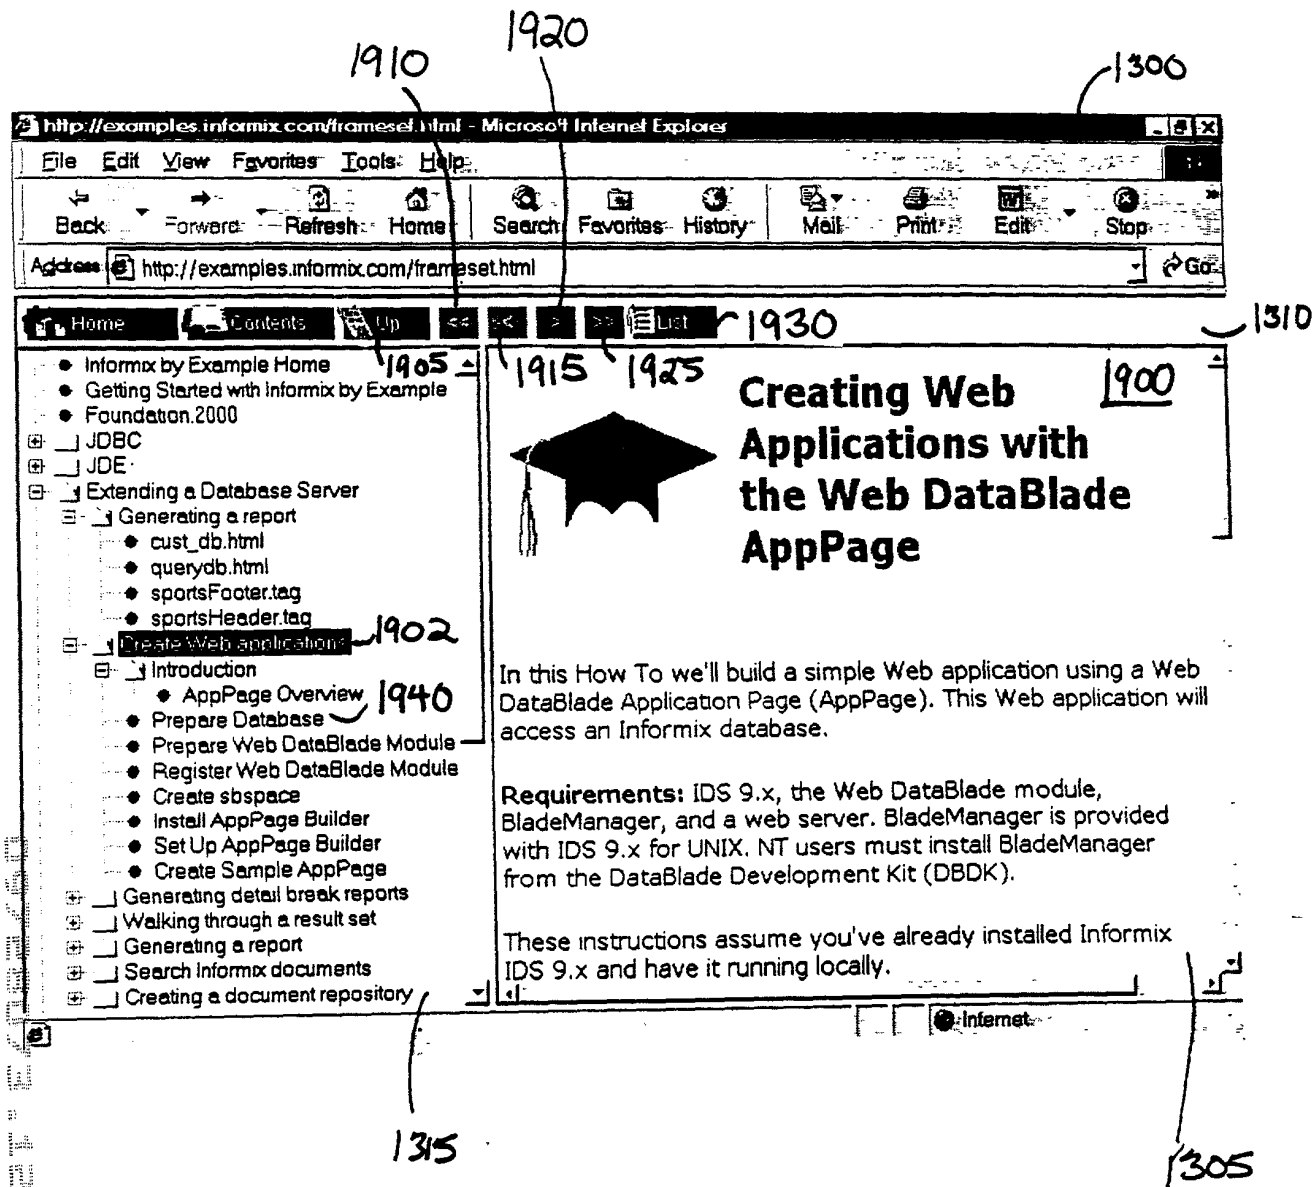 1920
1910
1300
http://examples.informix.com/frameset.html - Microsoft Internet Explorer
File Edit View Favorites Tools Help
Back Forward Refresh Home Search Favorites History Mail Print Edit Stop
Address http://examples.informix.com/frameset.html Go
Home Contents Up << < > >> List 1930 1310
1905 1915 1925
Informix by Example Home
Getting Started with Informix by Example
Foundation.2000
JDBC
JDE
Extending a Database Server
Generating a report
cust_db.html
querydb.html
sportsFooter.tag
sportsHeader.tag
Create Web applications 1902
Introduction
AppPage Overview
Prepare Database 1940
Prepare Web DataBlade Module
Register Web DataBlade Module
Create sbspace
Install AppPage Builder
Set Up AppPage Builder
Create Sample AppPage
Generating detail break reports
Walking through a result set
Generating a report
Search Informix documents
Creating a document repository
1900
Creating Web
Applications with
the Web DataBlade
AppPage
In this How To we'll build a simple Web application using a Web
DataBlade Application Page (AppPage). This Web application will
access an Informix database.
Requirements: IDS 9.x, the Web DataBlade module,
BladeManager, and a web server. BladeManager is provided
with IDS 9.x for UNIX. NT users must install BladeManager
from the DataBlade Development Kit (DBDK).
These instructions assume you've already installed Informix
IDS 9.x and have it running locally.
Internet
1315
1305